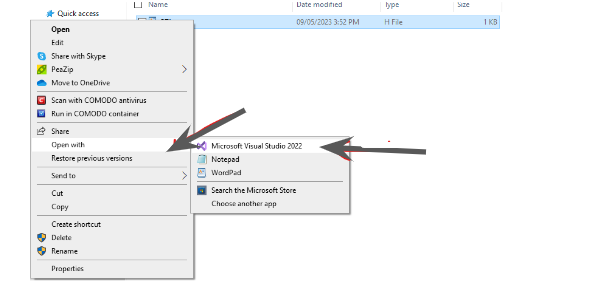 Quick access
Name
Date modified
Type
Size
09/05/2023 3:52 PM
H File
1 KB
Open
Edit
Share with Skype
PeaZip
Move to OneDrive
Scan with COMODO antivirus
Run in COMODO container
Share
Open with
Restore previous versions
Send to
Cut
Copy
Create shortcut
Delete
Rename
Properties
Microsoft Visual Studio 2022
Notepad
WordPad
Search the Microsoft Store
Choose another app